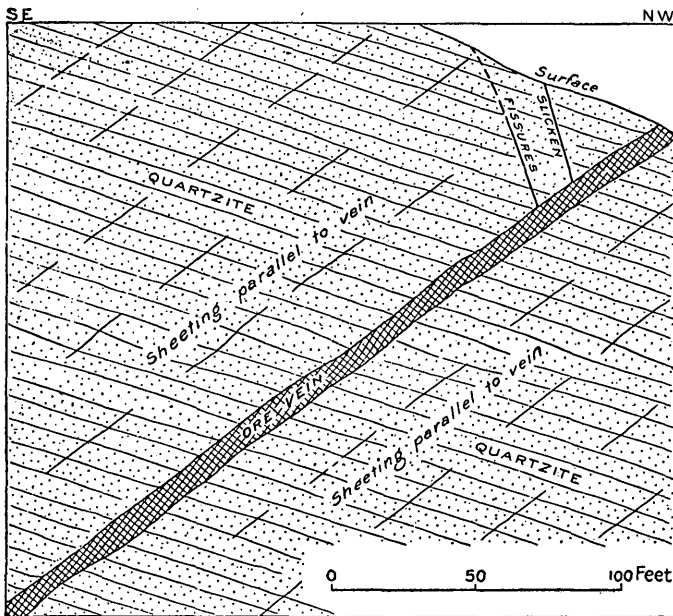 SE
NW
Surface
SLICKEN
FISSURES
QUARTZITE
Sheeting parallel to vein
ORE VEIN
Sheeting parallel to vein
QUARTZITE
0 50 100 Feet